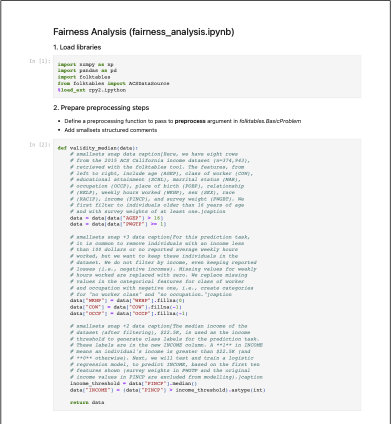 Fairness Analysis (fairness_analysis.ipynb)
1. Load libraries
In [1]:
import numpy as np
import pandas as pd
import folktables
from folktables import ACSDataSource
%load_ext rpy2.ipython
2. Prepare preprocessing steps
• Define a preprocessing function to pass to preprocess argument in folktables.BasicProblem
• Add smallsets structured comments
In [2]:
def validity_median(data):
# smallsets snap data caption[Here, we have eight rows
# from the 2015 ACS California income dataset (n=374,943),
# retrieved with the folktables tool. The features, from
# left to right, include age (AGEP), class of worker (COW),
# educational attainment (SCHL), marital status (MAR),
# occupation (OCCP), place of birth (POBP), relationship
# (RELP), weekly hours worked (WKHP), sex (SEX), race
# (RAC1P), income (PINCP), and survey weight (PWGTP). We
# first filter to individuals older than 16 years of age
# and with survey weights of at least one.]caption
data = data[data["AGEP"] > 16]
data = data[data["PWGTP"] >= 1]
# smallsets snap +3 data caption[For this prediction task,
# it is common to remove individuals with an income less
# than 100 dollars or no reported average weekly hours
# worked, but we want to keep these individuals in the
# dataset. We do not filter by income, even keeping reported
# losses (i.e., negative incomes). Missing values for weekly
# hours worked are replaced with zero. We replace missing
# values in the categorical features for class of worker
# and occupation with negative one, i.e., create categories
# for "no worker class" and "no occupation."]caption
data["WKHP"] = data["WKHP"].fillna(0)
data["COW"] = data["COW"].fillna(-1)
data["OCCP"] = data["OCCP"].fillna(-1)
# smallsets snap +2 data caption[The median income of the
# dataset (after filtering), $22.5K, is used as the income
# threshold to generate class labels for the prediction task.
# These labels are in the new INCOME column. A **1** in INCOME
# means an individual's income is greater than $22.5K (and
# **0** otherwise). Next, we will test and train a logistic
# regression model, to predict INCOME, based on the first ten
# features shown (survey weights in PWGTP and the original
# income values in PINCP are excluded from modelling).]caption
income_threshold = data["PINCP"].median()
data["INCOME"] = (data["PINCP"] > income_threshold).astype(int)
return data